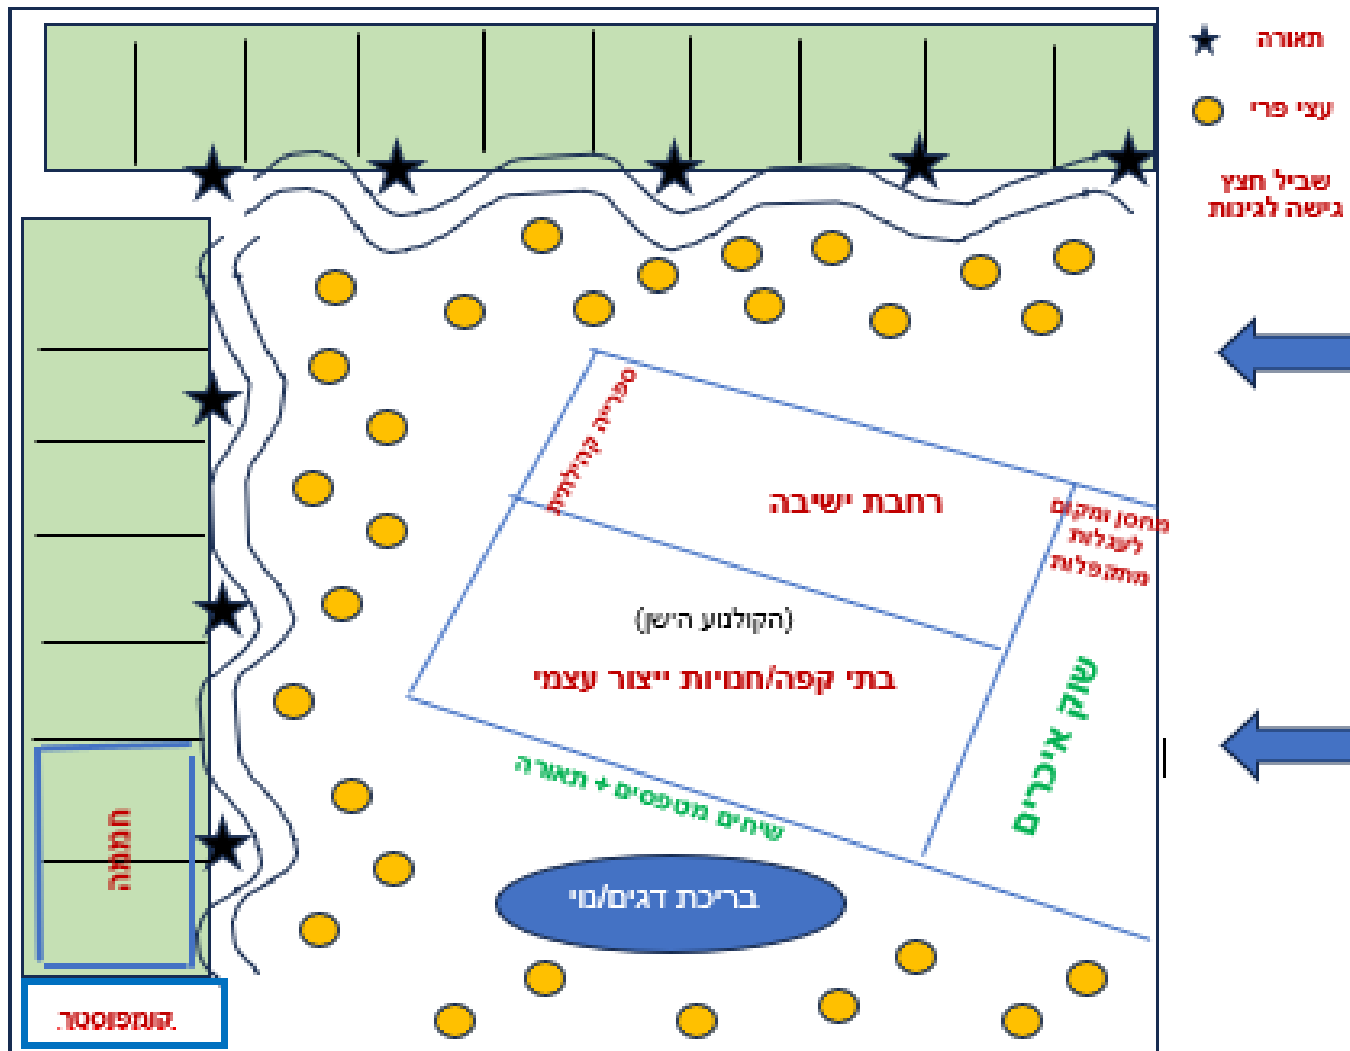 תאורה
עצי פרי
שביל חצץ
גישה לגינות
ספרייה קהילתית
רחבת ישיבה
מחסן ומקום
לעגלות
מתקפלות
(הקולנוע הישן)
בתי קפה/חנויות ייצור עצמי
שוק איכרים
שיחים מטפסים + תאורה
חממה
בריכת דגים/נוי
קומפוסטר